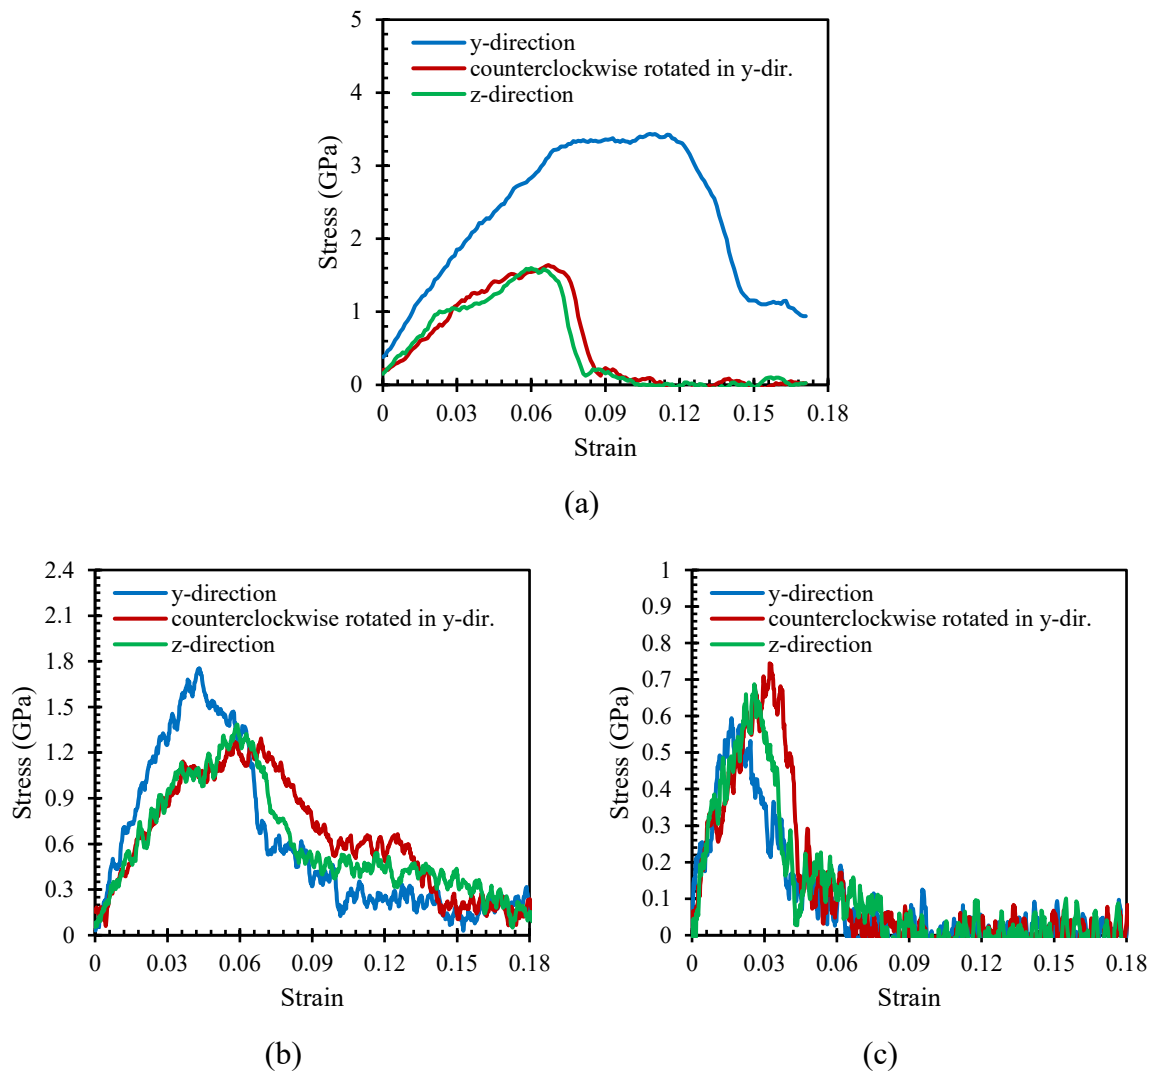 5
4
3
2
1
0
Stress (GPa)
y-direction
counterclockwise rotated in y-dir.
z-direction
0 0.03 0.06 0.09 0.12 0.15 0.18
Strain
(a)
2.4
2.1
1.8
1.5
1.2
0.9
0.6
0.3
0
Stress (GPa)
y-direction
counterclockwise rotated in y-dir.
z-direction
0 0.03 0.06 0.09 0.12 0.15 0.18
Strain
(b)
1
0.9
0.8
0.7
0.6
0.5
0.4
0.3
0.2
0.1
0
Stress (GPa)
y-direction
counterclockwise rotated in y-dir.
z-direction
0 0.03 0.06 0.09 0.12 0.15 0.18
Strain
(c)